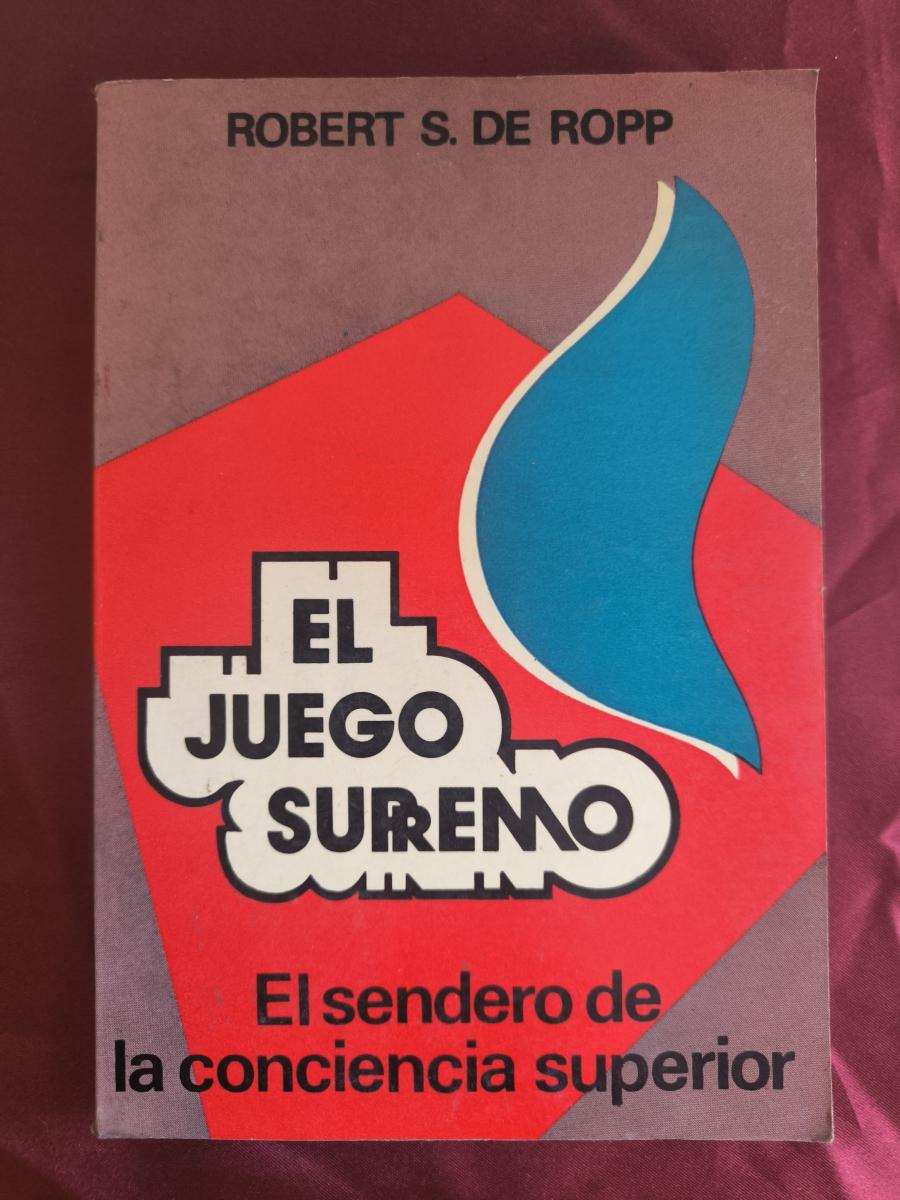 ROBERT S. DE ROPP
EL
JUEGO
SUPREMO
El sendero de
la conciencia superior